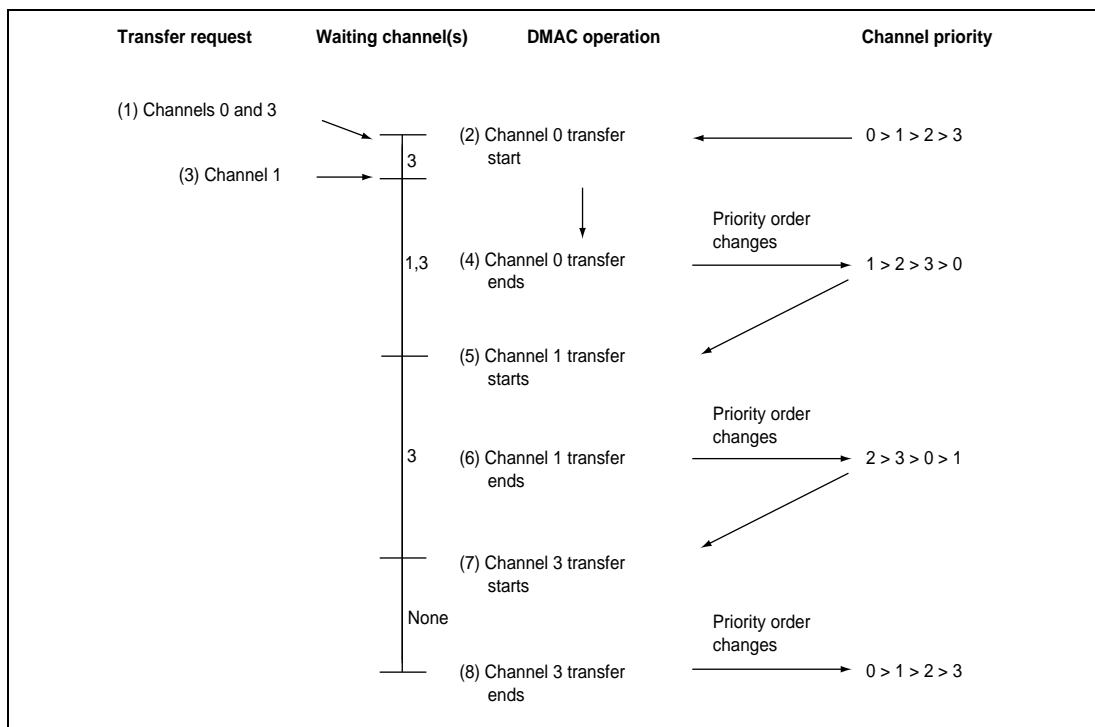 Transfer request Waiting channel(s) DMAC operation Channel priority
(1) Channels 0 and 3
(2) Channel 0 transfer
start
0 > 1 > 2 > 3
3
(3) Channel 1
Priority order
changes
1,3
(4) Channel 0 transfer
ends
1 > 2 > 3 > 0
(5) Channel 1 transfer
starts
Priority order
changes
3
(6) Channel 1 transfer
ends
2 > 3 > 0 > 1
(7) Channel 3 transfer
starts
None
Priority order
changes
(8) Channel 3 transfer
ends
0 > 1 > 2 > 3